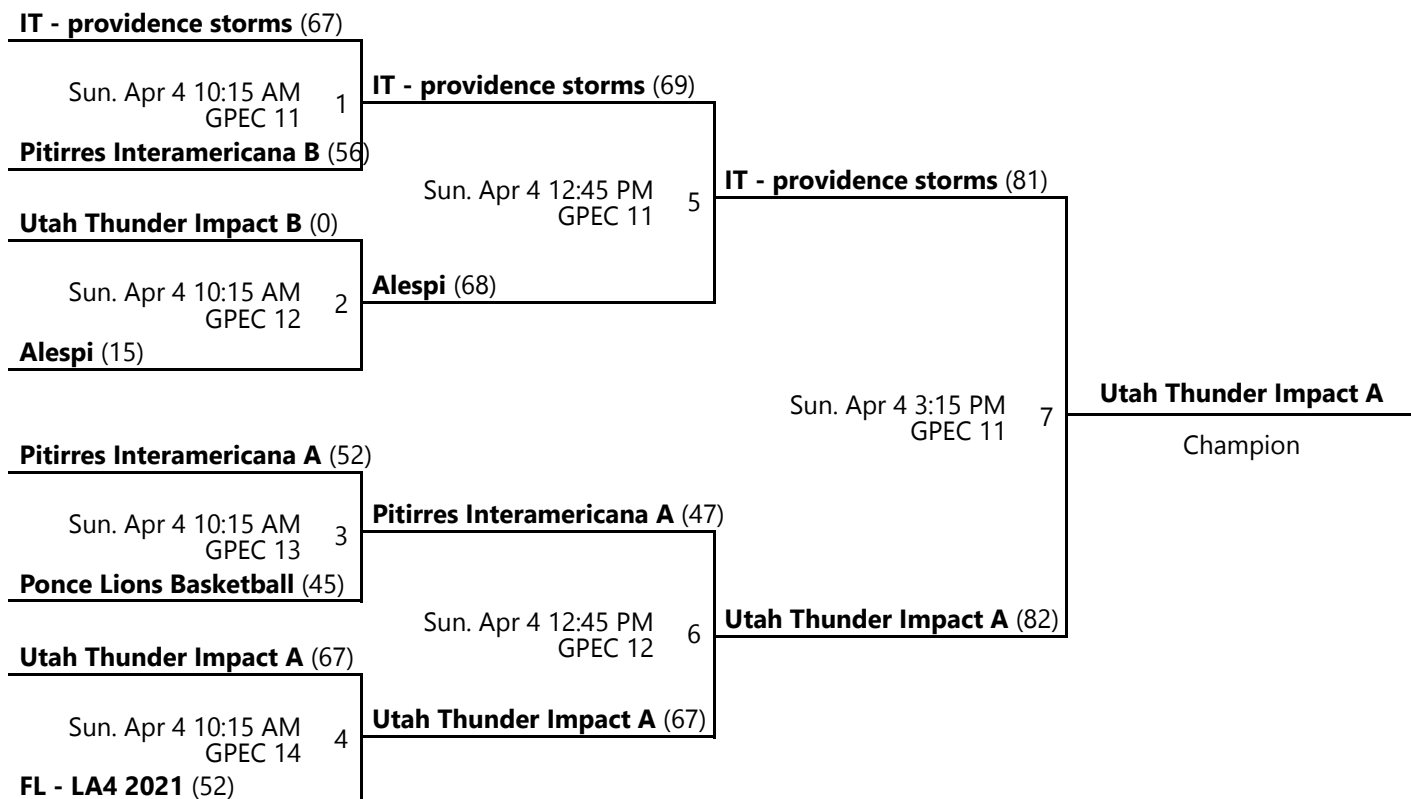 IT - providence storms (67)
Sun. Apr 4 10:15 AM
GPEC 11
1
Pitirres Interamericana B (56)
IT - providence storms (69)
Utah Thunder Impact B (0)
Sun. Apr 4 10:15 AM
GPEC 12
2
Alespi (15)
Alespi (68)
Sun. Apr 4 12:45 PM
GPEC 11
5
IT - providence storms (81)
Pitirres Interamericana A (52)
Sun. Apr 4 10:15 AM
GPEC 13
3
Ponce Lions Basketball (45)
Pitirres Interamericana A (47)
Utah Thunder Impact A (67)
Sun. Apr 4 10:15 AM
GPEC 14
4
FL - LA4 2021 (52)
Utah Thunder Impact A (67)
Sun. Apr 4 12:45 PM
GPEC 12
6
Utah Thunder Impact A (82)
Sun. Apr 4 3:15 PM
GPEC 11
7
Utah Thunder Impact A
Champion